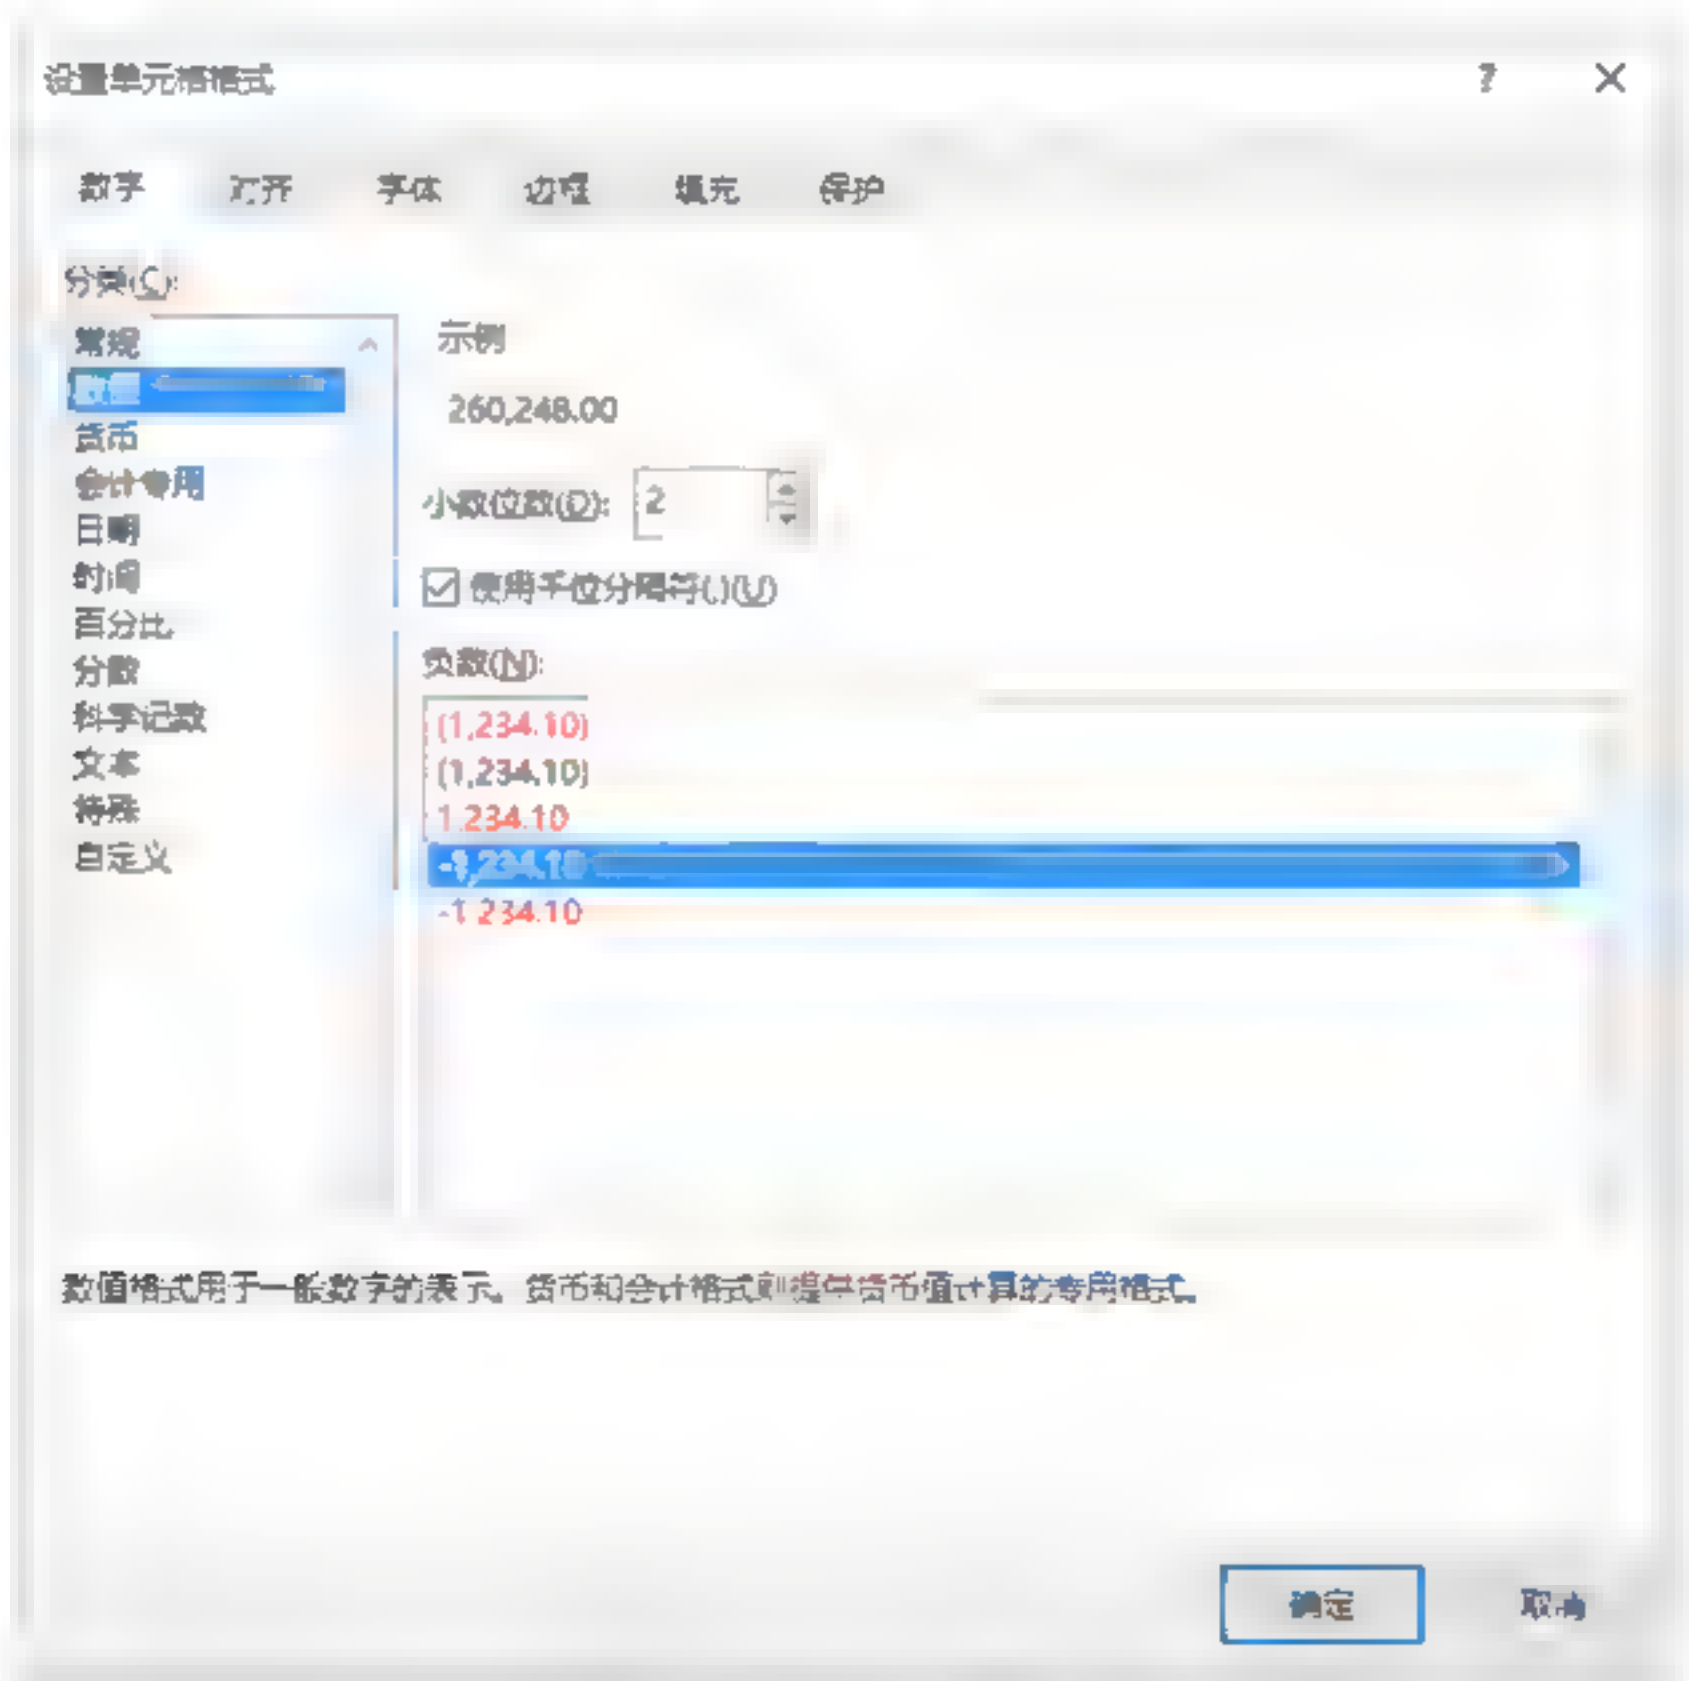 设置单元格格式
?
数字 对齐 字体 边框 填充 保护
分类(C):
常规
数值
货币
会计专用
日期
时间
百分比
分数
科学记数
文本
特殊
自定义
示例
260,248.00
小数位数(D): 2
使用千位分隔符(,)(U)
负数(N):
(1,234.10)
(1,234.10)
1,234.10
-1,234.10
-1,234.10
数值格式用于一般数字的表示。货币和会计格式则提供货币值计算的专用格式。
确定
取消